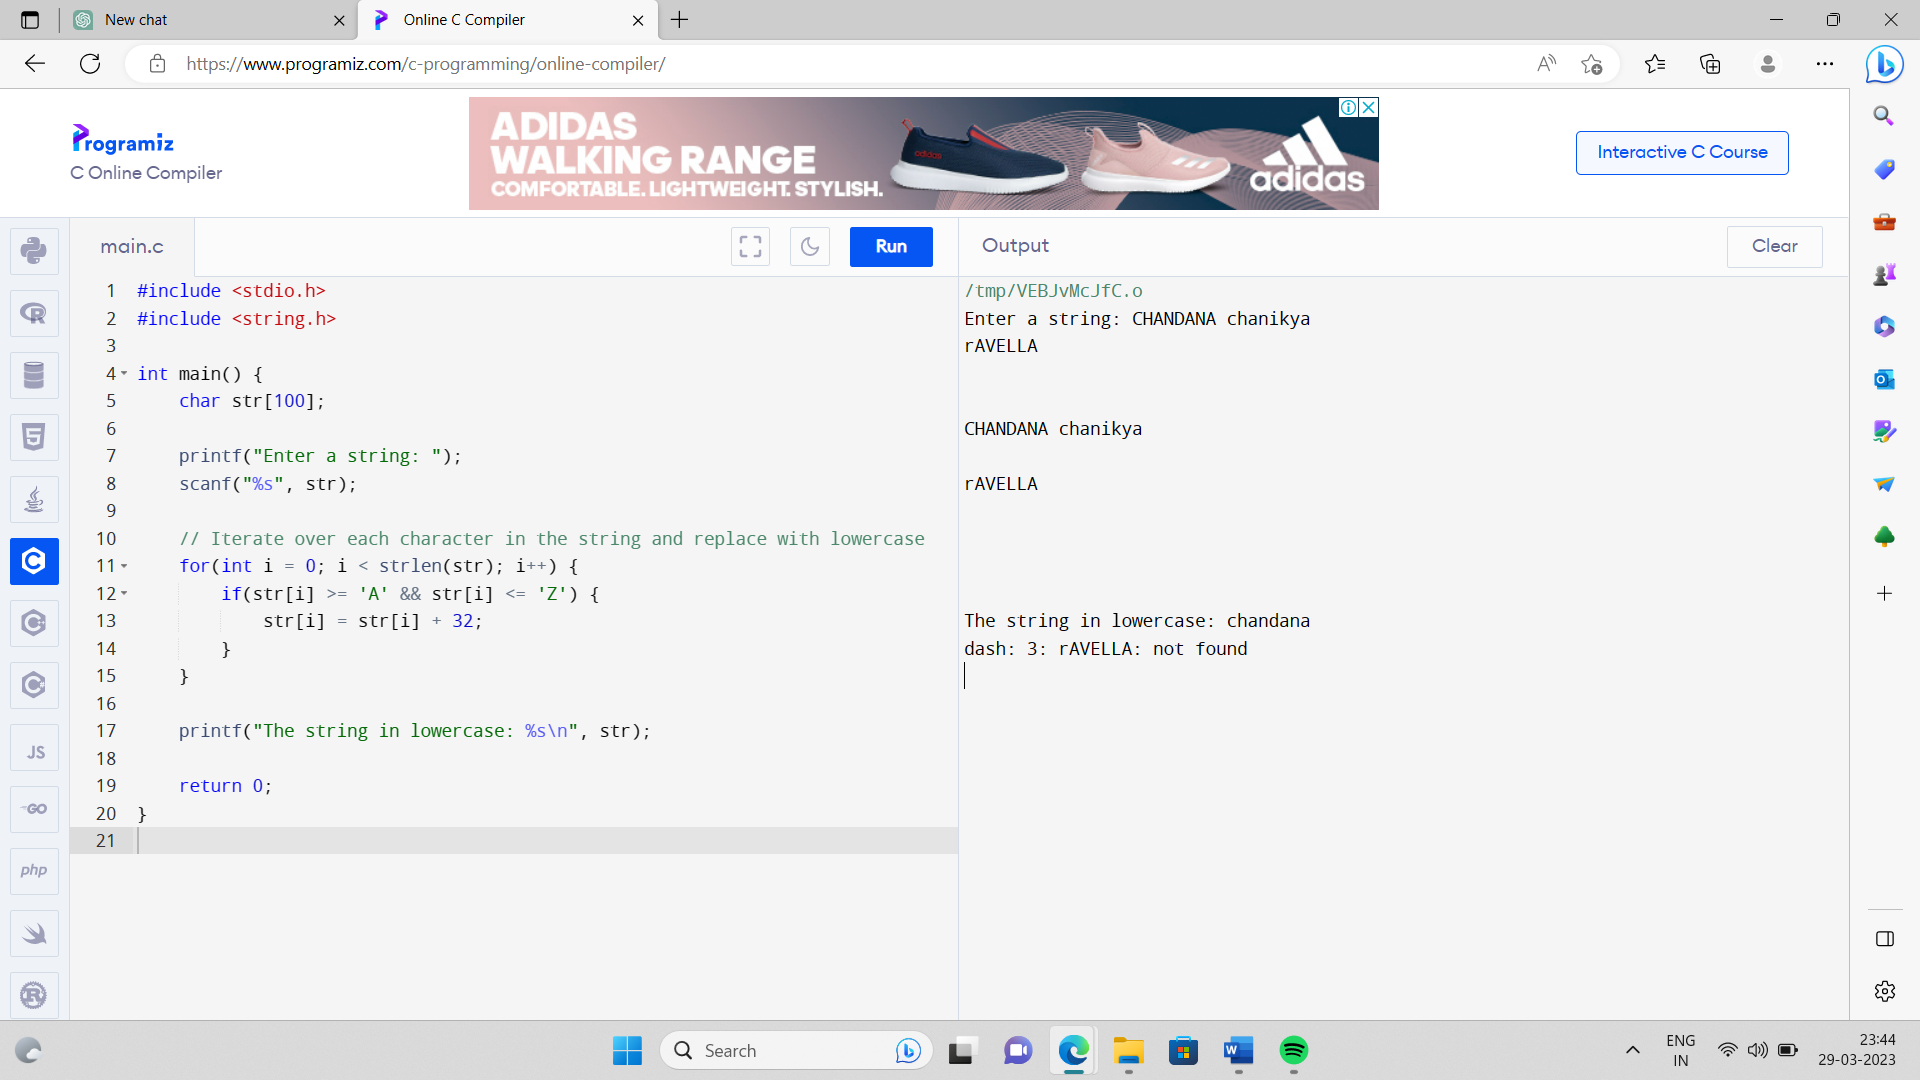 New chat
Online C Compiler
https://www.programiz.com/c-programming/online-compiler/
Programiz
C Online Compiler
ADIDAS
WALKING RANGE
COMFORTABLE. LIGHTWEIGHT. STYLISH.
adidas
adidas
Interactive C Course
main.c
Run
Output
Clear
1 #include <stdio.h>
2 #include <string.h>
3
4 int main() {
5 char str[100];
6
7 printf("Enter a string: ");
8 scanf("%s", str);
9
10 // Iterate over each character in the string and replace with lowercase
11 for(int i = 0; i < strlen(str); i++) {
12 if(str[i] >= 'A' && str[i] <= 'Z') {
13 str[i] = str[i] + 32;
14 }
15 }
16
17 printf("The string in lowercase: %s\n", str);
18
19 return 0;
20 }
21
/tmp/VEBJvMcJfC.o
Enter a string: CHANDANA chanikya
rAVELLA
CHANDANA chanikya
rAVELLA
The string in lowercase: chandana
dash: 3: rAVELLA: not found
R
5
C
C
C
JS
GO
php
R
Search
ENG
IN
23:44
29-03-2023